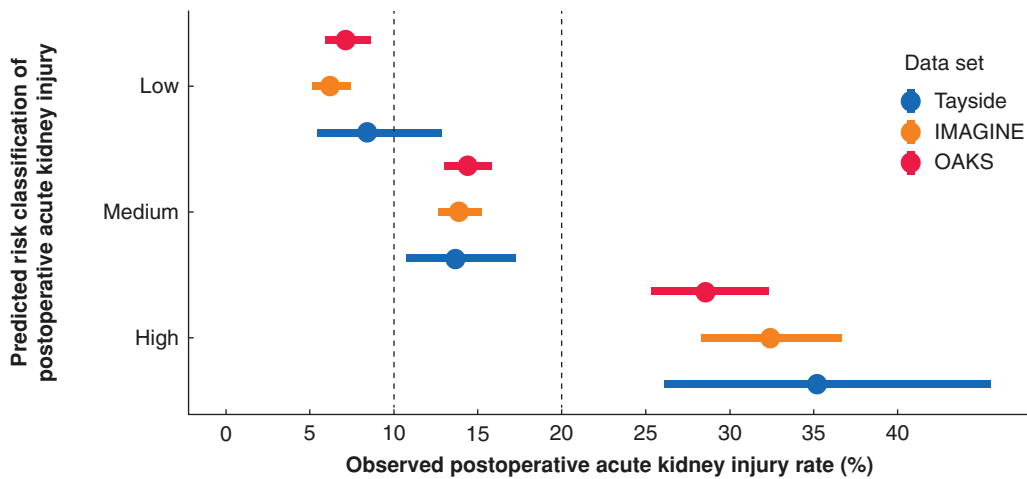 Predicted risk classification of
postoperative acute kidney injury
Low
Medium
High
Data set
Tayside
IMAGINE
OAKS
0 5 10 15 20 25 30 35 40
Observed postoperative acute kidney injury rate (%)